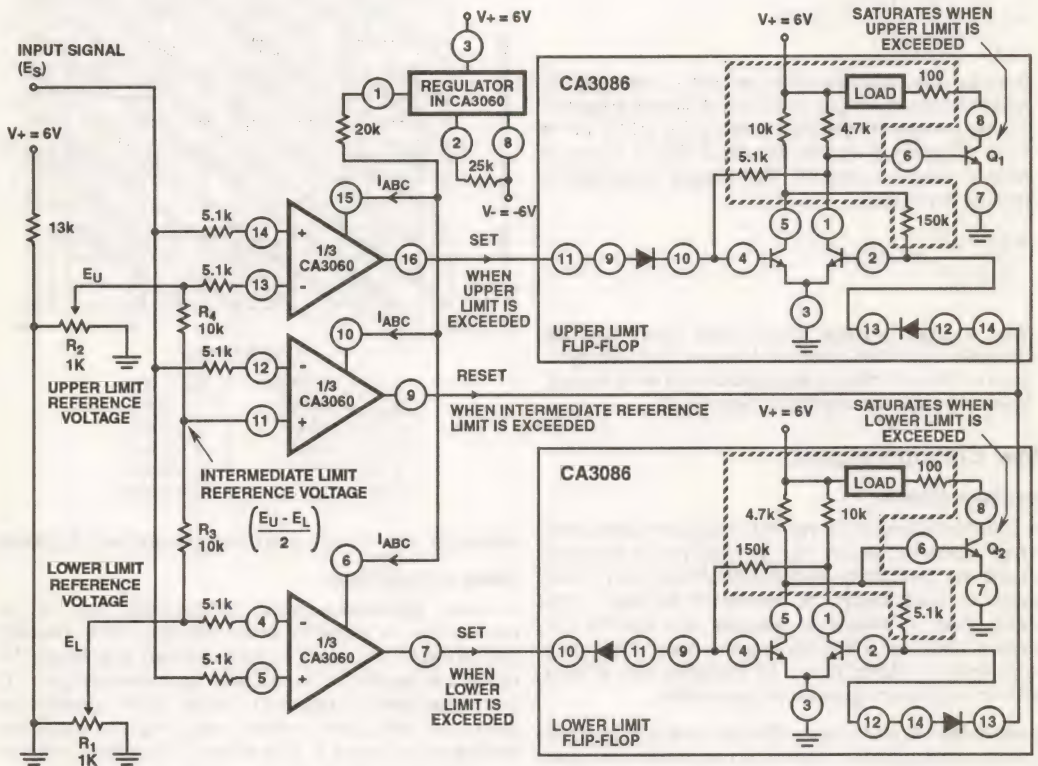 INPUT SIGNAL
(ES)
V+ = 6V
13k
EU
R2
1K
UPPER LIMIT
REFERENCE
VOLTAGE
LOWER LIMIT
REFERENCE
VOLTAGE
EL
R1
1K
V+ = 6V
3
REGULATOR
IN CA3060
1
20k
2
8
25k
V- = -6V
5.1k
14
+
15
IABC
1/3
CA3060
16
SET
WHEN
UPPER
LIMIT IS
EXCEEDED
5.1k
13
-
R4
10k
5.1k
12
-
10
IABC
1/3
CA3060
9
RESET
WHEN INTERMEDIATE REFERENCE
LIMIT IS EXCEEDED
11
+
INTERMEDIATE LIMIT
REFERENCE VOLTAGE
(EU - EL
2)
R3
10k
6
IABC
5.1k
4
-
1/3
CA3060
7
SET
WHEN
LOWER
LIMIT IS
EXCEEDED
5.1k
5
+
V+ = 6V
SATURATES WHEN
UPPER LIMIT IS
EXCEEDED
CA3086
LOAD
100
10k
4.7k
8
5.1k
6
Q1
7
5
1
150k
11
9
10
4
2
3
13
12
14
UPPER LIMIT
FLIP-FLOP
V+ = 6V
SATURATES WHEN
LOWER LIMIT IS
EXCEEDED
CA3086
LOAD
100
4.7k
10k
8
150k
6
Q2
7
5
1
5.1k
10
11
9
4
2
3
12
14
13
LOWER LIMIT
FLIP-FLOP